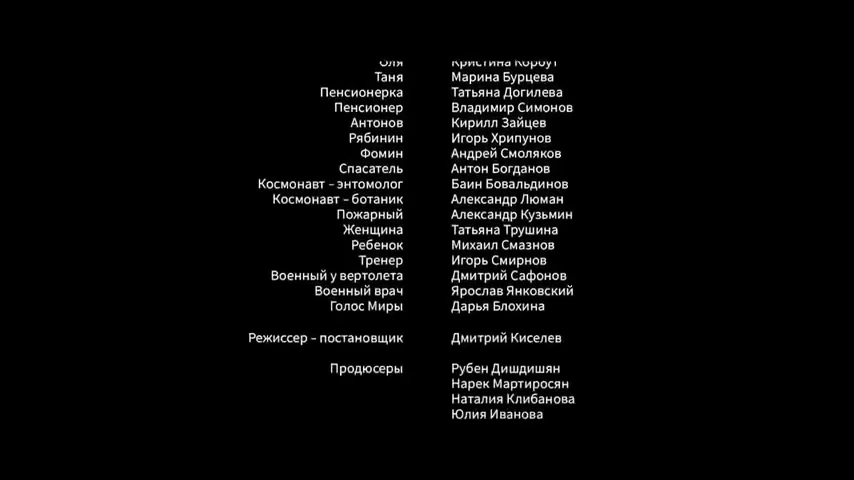 Оля Кристина Корбут
Таня Марина Бурцева
Пенсионерка Татьяна Догилева
Пенсионер Владимир Симонов
Антонов Кирилл Зайцев
Рябинин Игорь Хрипунов
Фомин Андрей Смоляков
Спасатель Антон Богданов
Космонавт – энтомолог Баин Бовальдинов
Космонавт – ботаник Александр Люман
Пожарный Александр Кузьмин
Женщина Татьяна Трушина
Ребенок Михаил Смазнов
Тренер Игорь Смирнов
Военный у вертолета Дмитрий Сафонов
Военный врач Ярослав Янковский
Голос Миры Дарья Блохина
Режиссер – постановщик Дмитрий Киселев
Продюсеры Рубен Дишдишян
Нарек Мартиросян
Наталия Клибанова
Юлия Иванова